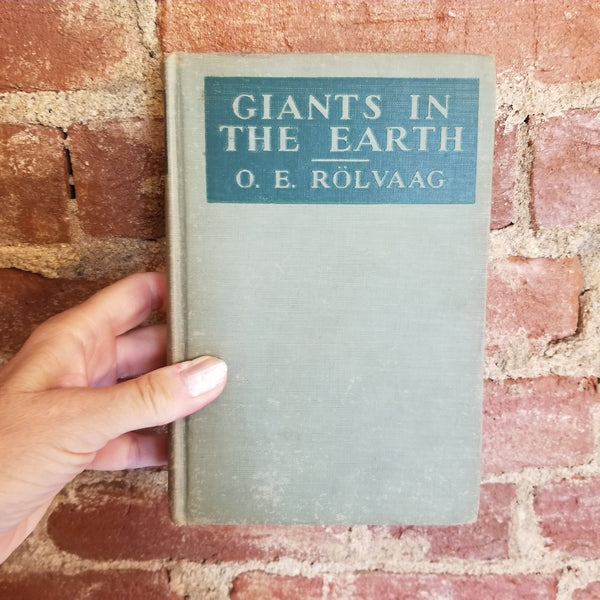 GIANTS IN
THE EARTH
O. E. RÖLVAAG